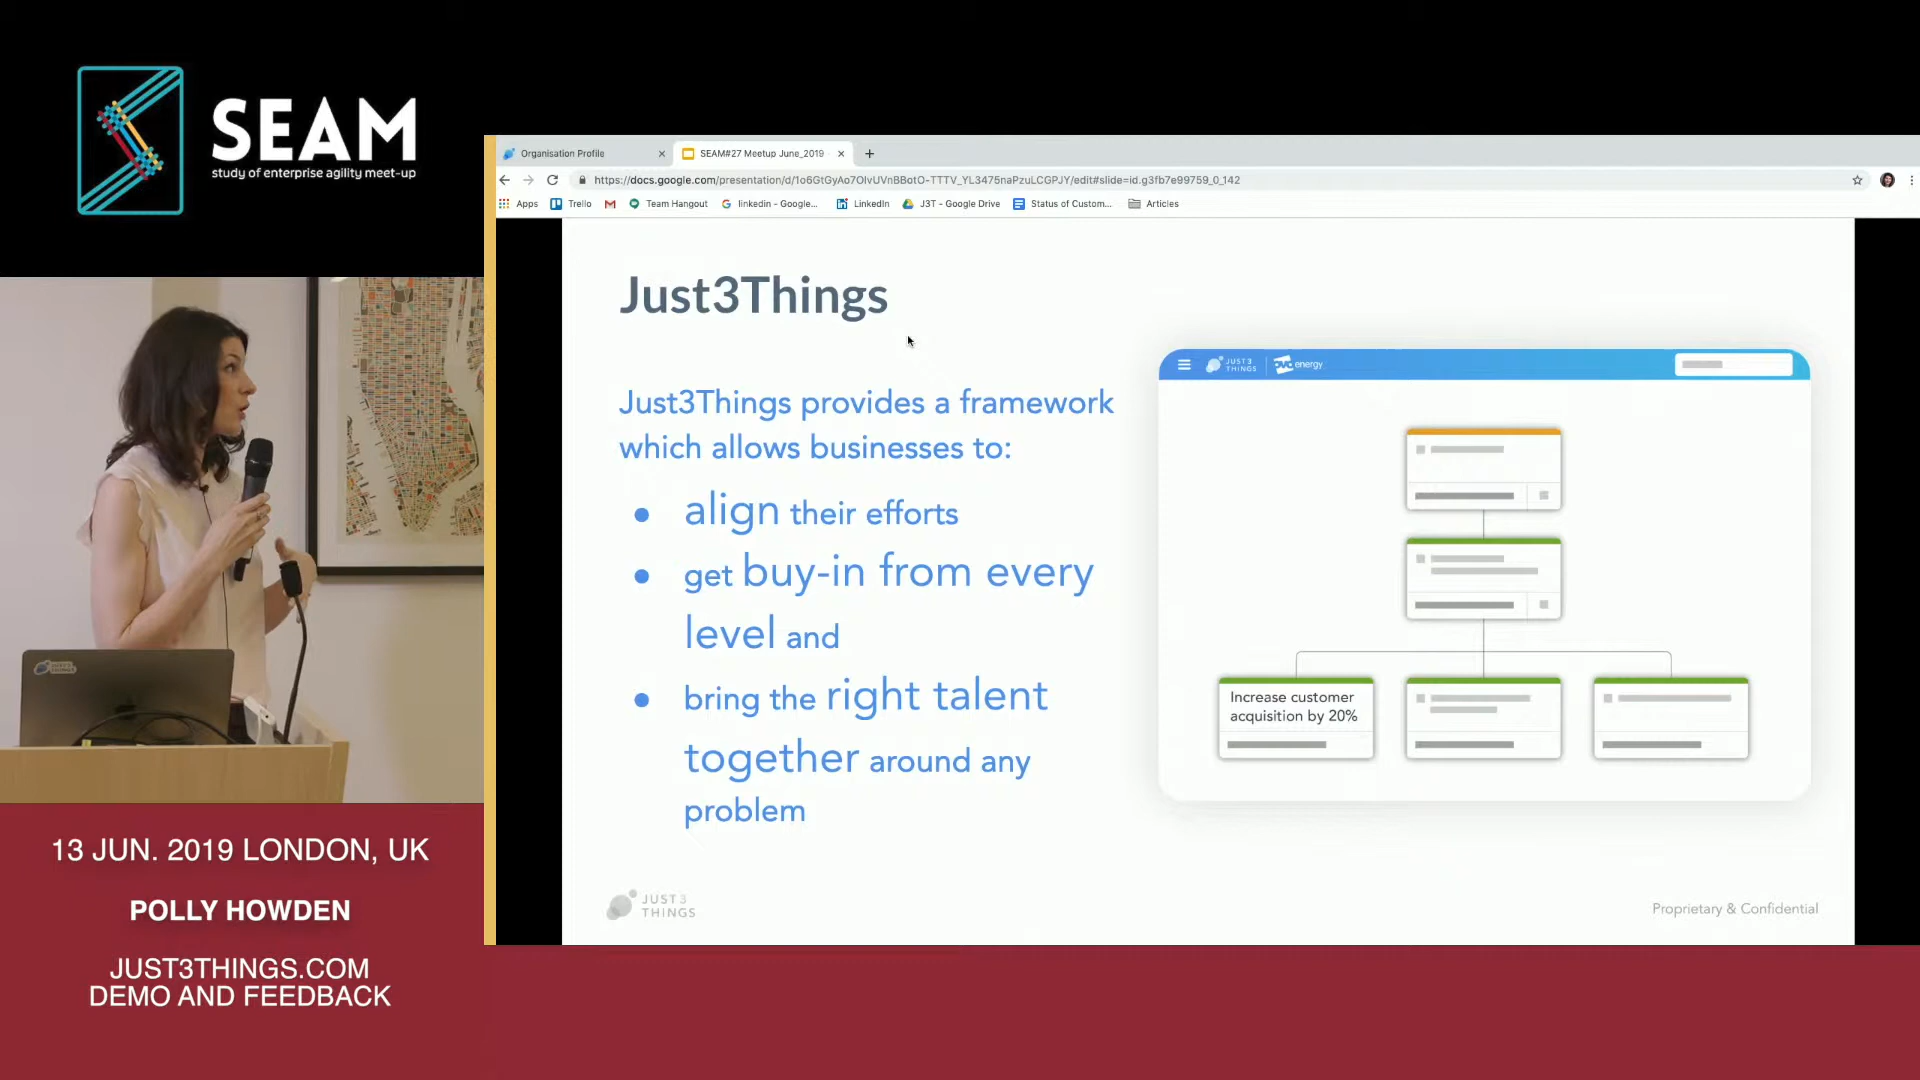 SEAM
study of enterprise agility meet-up
Organisation Profile
SEAM#27 Meetup June_2019
https://docs.google.com/presentation/d/1o6GtGyAo7OlvUVnBBotO-TTTV_YL3475naPzuLCGPJY/edit#slide=id.g3fb7e99759_0_142
Apps
Trello
Team Hangout
linkedin - Google...
LinkedIn
J3T - Google Drive
Status of Custom...
Articles
Just3Things
Just3Things provides a framework
which allows businesses to:
● align their efforts
● get buy-in from every
level and
● bring the right talent
together around any
problem
JUST3
THINGS
energy
Increase customer
acquisition by 20%
JUST3
THINGS
Proprietary & Confidential
JUST3
THINGS
13 JUN. 2019 LONDON, UK
POLLY HOWDEN
JUST3THINGS.COM
DEMO AND FEEDBACK